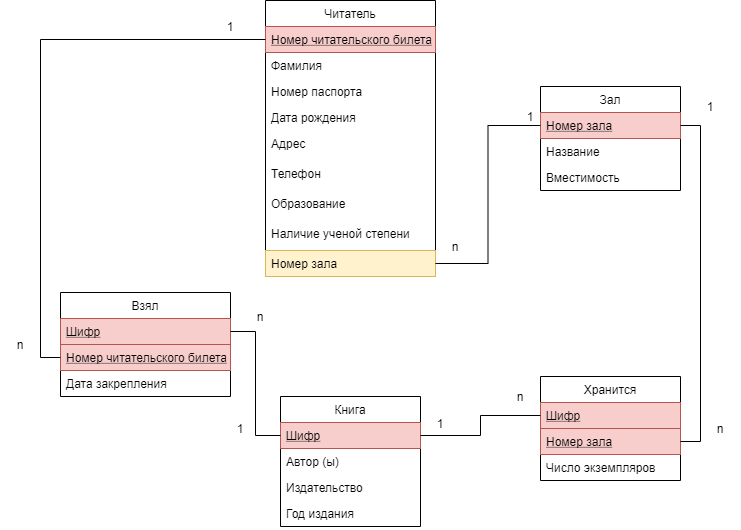 Читатель
Номер читательского билета
Фамилия
Номер паспорта
Дата рождения
Адрес
Телефон
Образование
Наличие ученой степени
Номер зала
1
n
1
Зал
Номер зала
Название
Вместимость
1
n
Взял
Шифр
Номер читательского билета
Дата закрепления
n
n
1
Книга
Шифр
Автор (ы)
Издательство
Год издания
1
n
Хранится
Шифр
Номер зала
Число экземпляров